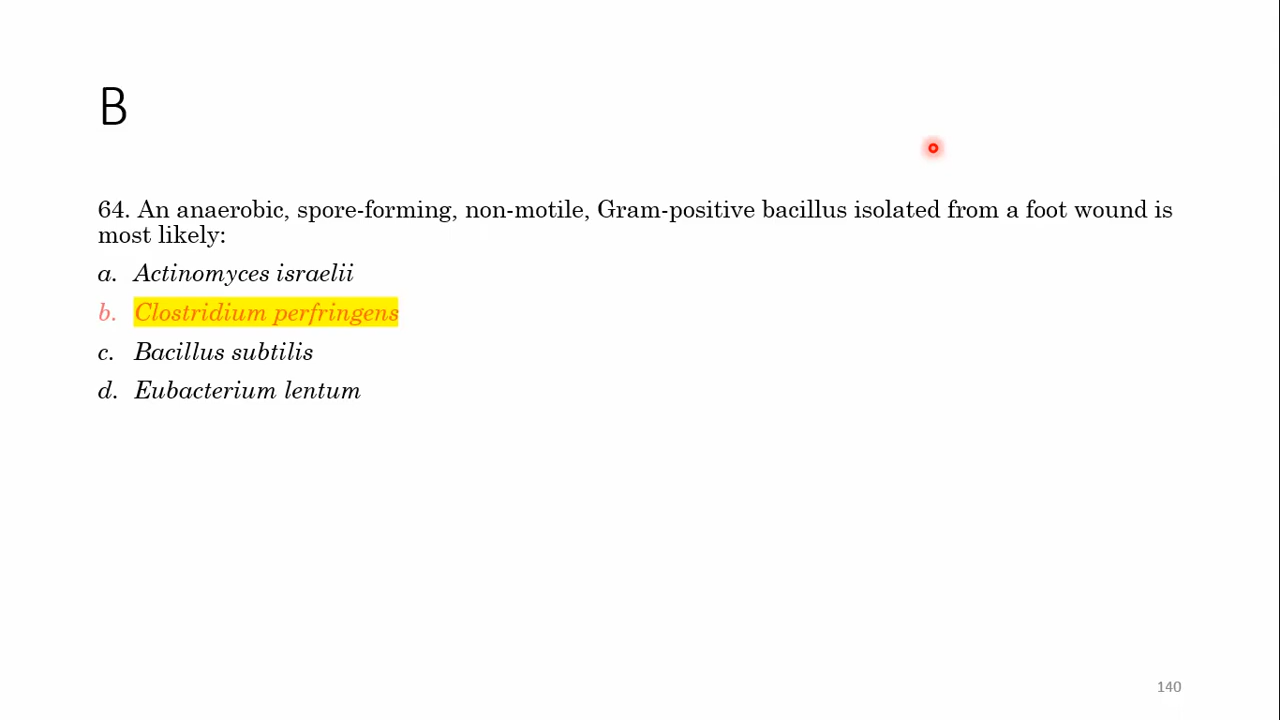 B
64. An anaerobic, spore-forming, non-motile, Gram-positive bacillus isolated from a foot wound is
most likely:
a. Actinomyces israelii
b. Clostridium perfringens
c. Bacillus subtilis
d. Eubacterium lentum
140